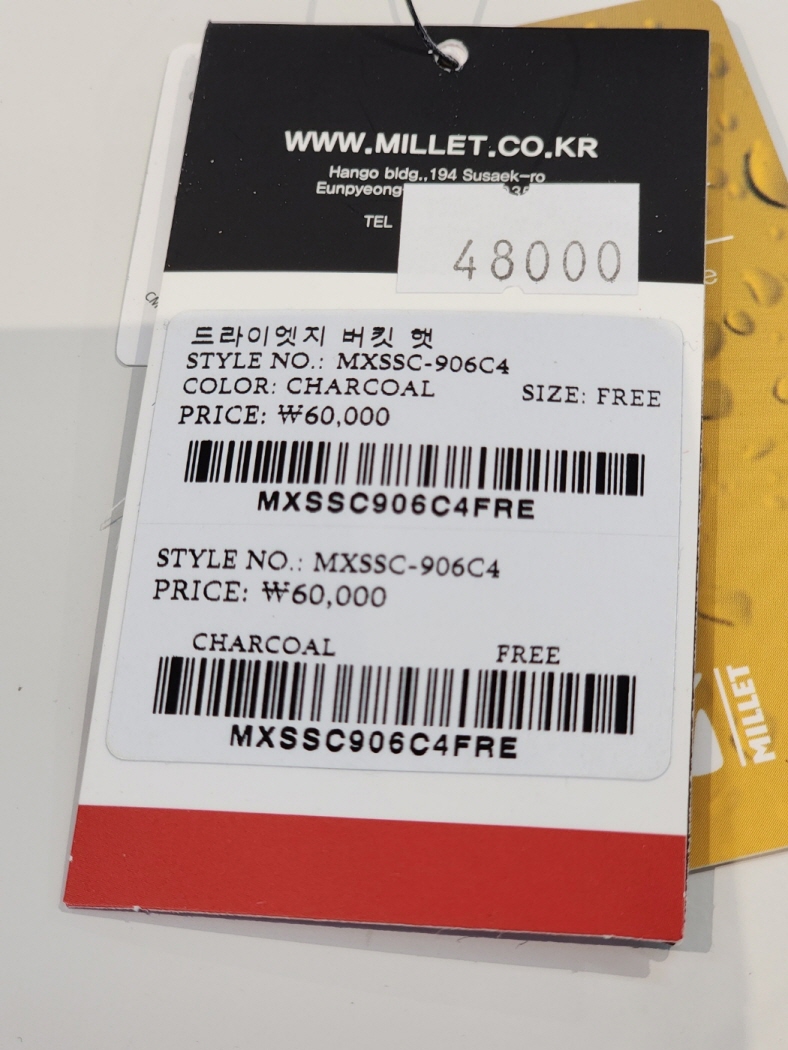 WWW.MILLET.CO.KR
Hango bldg.,194 Susaek-ro
Eunpyeong
TEL
48000
드라이엣지 버킷 햇
STYLE NO.: MXSSC-906C4
COLOR: CHARCOAL SIZE: FREE
PRICE: ₩60,000
MXSSC906C4FRE
STYLE NO.: MXSSC-906C4
PRICE: ₩60,000
CHARCOAL FREE
MXSSC906C4FRE
MILLET